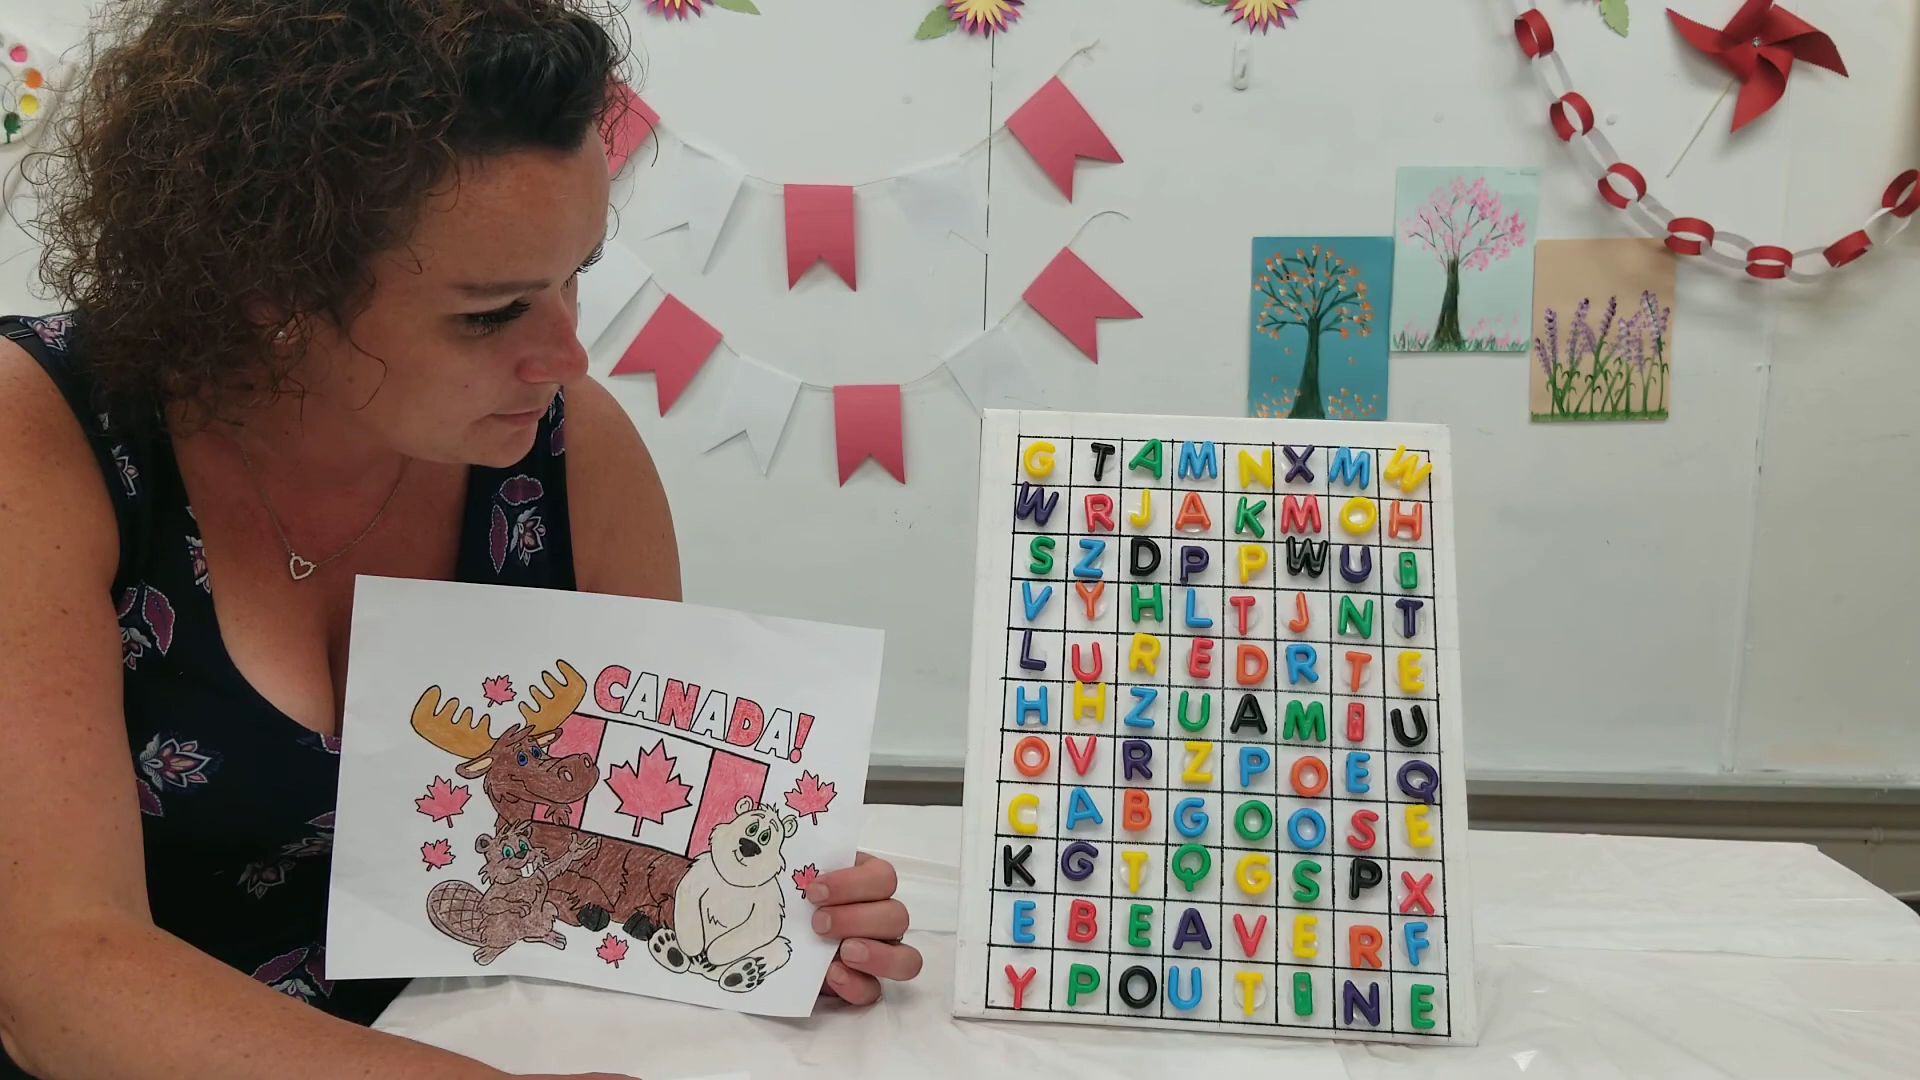 CANADA!
G T A M N X M W
W R J A K M O H
S Z D P P W U I
V Y H L T J N T
L U R E D R T E
H H Z U A M I U
O V R Z P O E Q
C A B G O O S E
K G T Q G S P X
E B E A V E R F
Y P O U T I N E